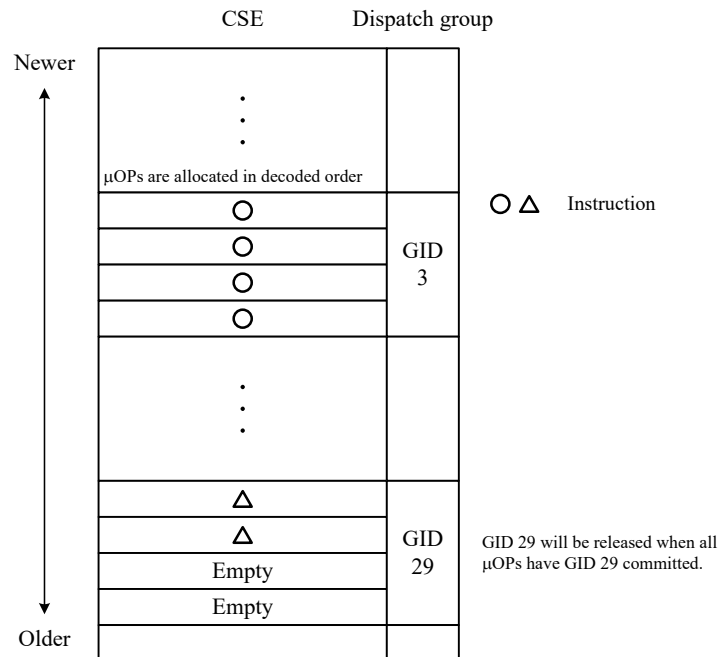 CSE
Dispatch group
Newer
μOPs are allocated in decoded order
Instruction
GID
3
GID
29
Empty
Empty
GID 29 will be released when all
μOPs have GID 29 committed.
Older